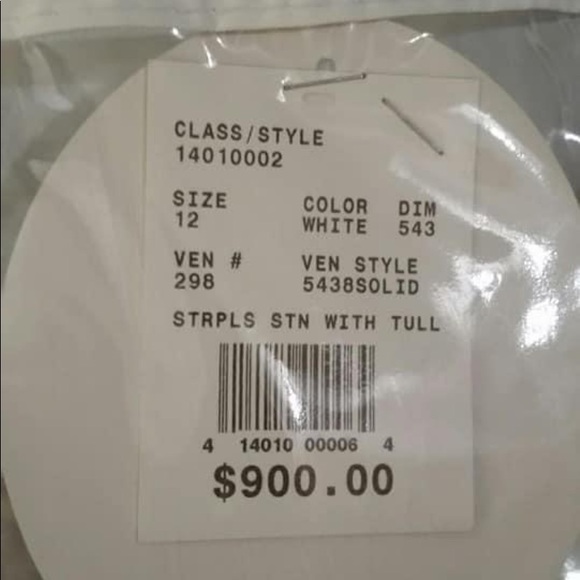 CLASS/STYLE
14010002
SIZE COLOR DIM
12 WHITE 543
VEN # VEN STYLE
298 5438SOLID
STRPLS STN WITH TULL
4 14010 00006 4
$900.00